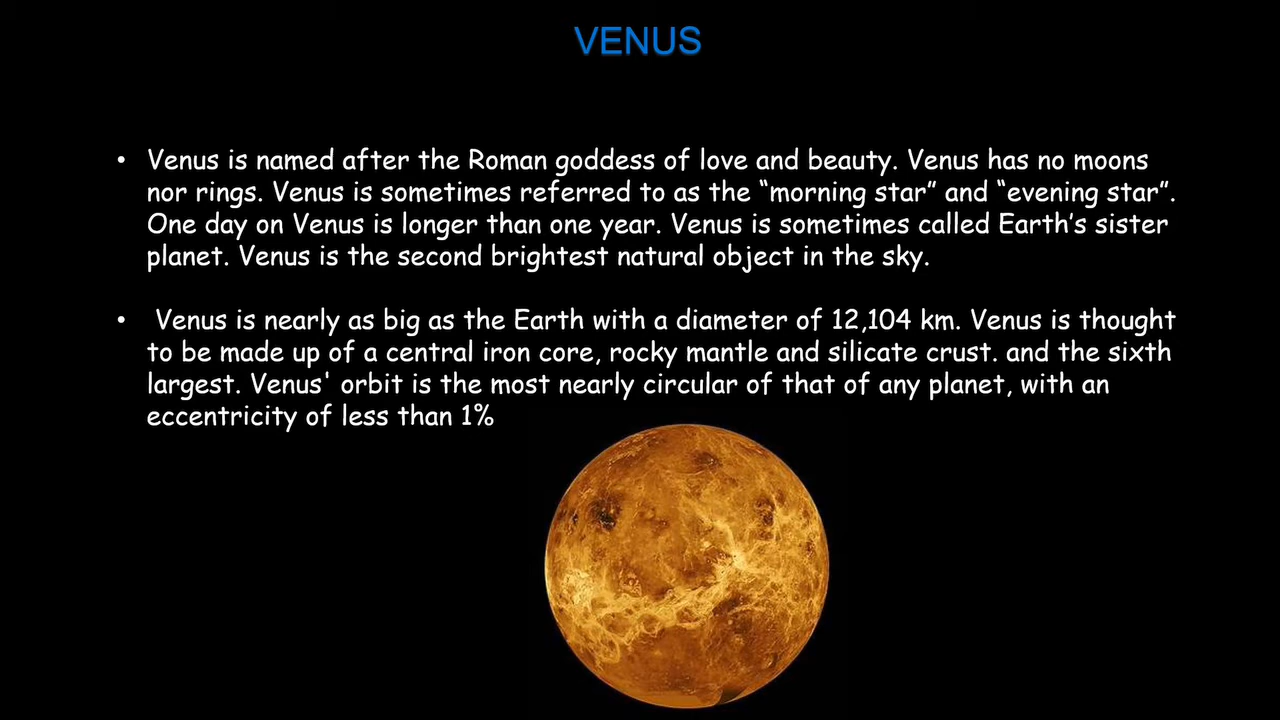 VENUS
• Venus is named after the Roman goddess of love and beauty. Venus has no moons
nor rings. Venus is sometimes referred to as the “morning star” and “evening star”.
One day on Venus is longer than one year. Venus is sometimes called Earth’s sister
planet. Venus is the second brightest natural object in the sky.
• Venus is nearly as big as the Earth with a diameter of 12,104 km. Venus is thought
to be made up of a central iron core, rocky mantle and silicate crust. and the sixth
largest. Venus' orbit is the most nearly circular of that of any planet, with an
eccentricity of less than 1%